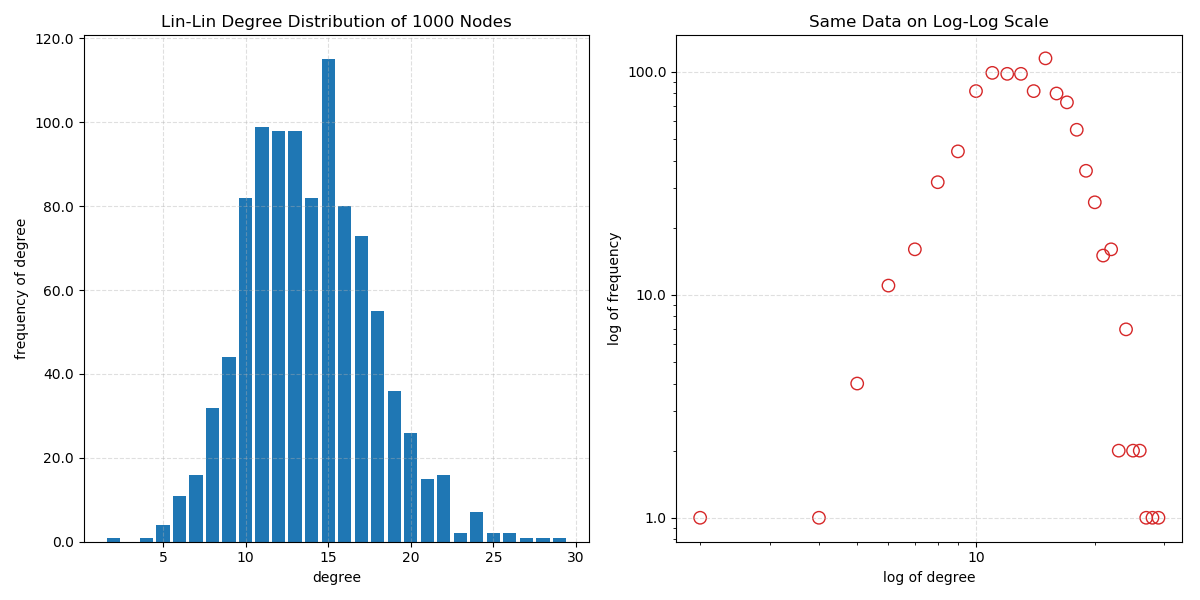 Lin-Lin Degree Distribution of 1000 Nodes
120.0
100.0
80.0
60.0
40.0
20.0
0.0
5
10
15
20
25
30
frequency of degree
degree
Same Data on Log-Log Scale
100.0
10.0
1.0
10
log of frequency
log of degree